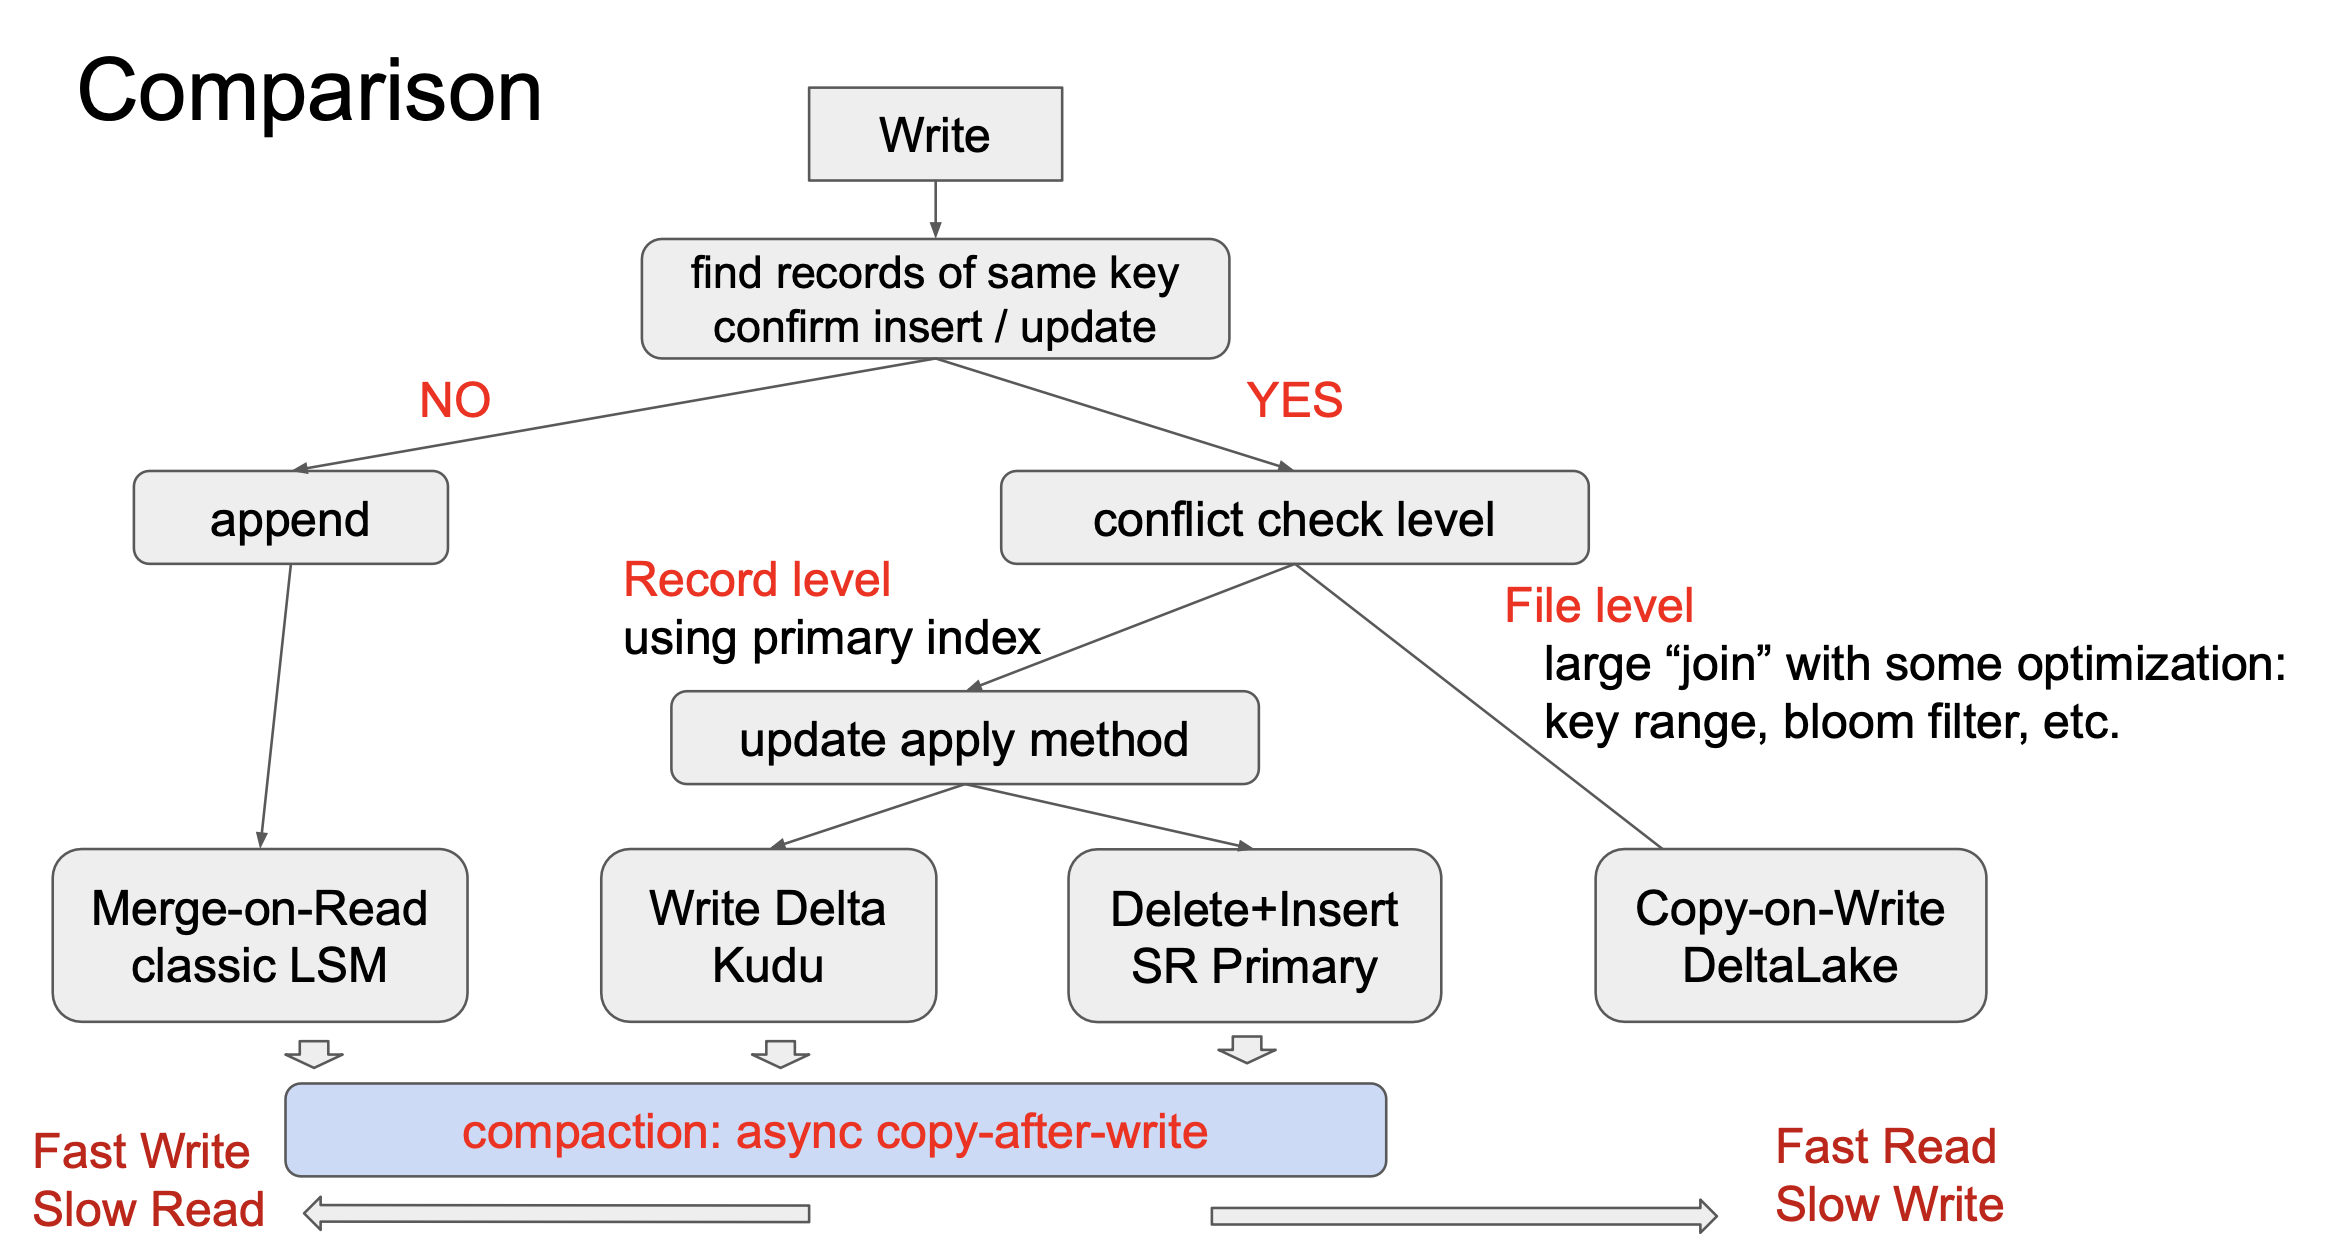 Comparison
Write
find records of same key
confirm insert / update
NO
YES
append
conflict check level
Record level
using primary index
File level
large “join” with some optimization:
key range, bloom filter, etc.
update apply method
Merge-on-Read
classic LSM
Write Delta
Kudu
Delete+Insert
SR Primary
Copy-on-Write
DeltaLake
compaction: async copy-after-write
Fast Write
Slow Read
Fast Read
Slow Write